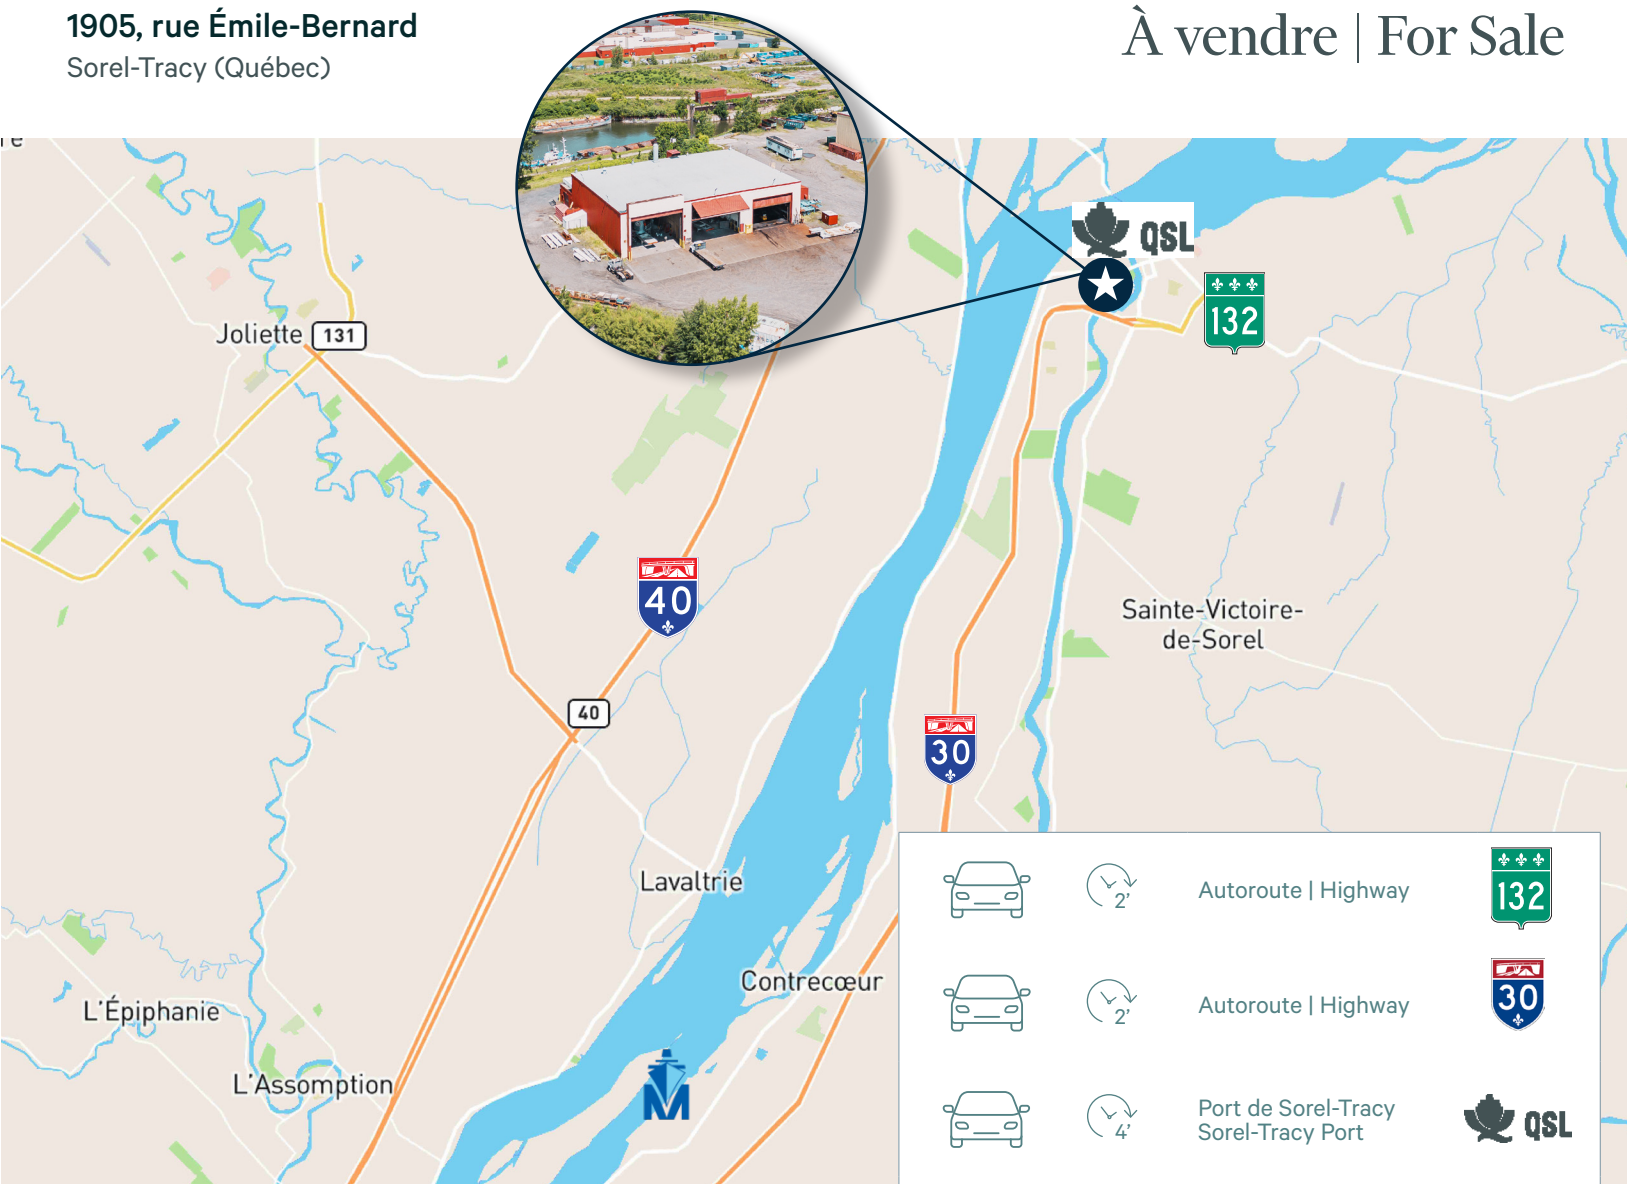 1905, rue Émile-Bernard
Sorel-Tracy (Québec)
À vendre | For Sale
QSL
132
Joliette
131
40
Sainte-Victoire-
de-Sorel
40
30
Lavaltrie
Contrecœur
L'Épiphanie
L'Assomption
M
2'
Autoroute | Highway
132
2'
Autoroute | Highway
30
4'
Port de Sorel-Tracy
Sorel-Tracy Port
QSL